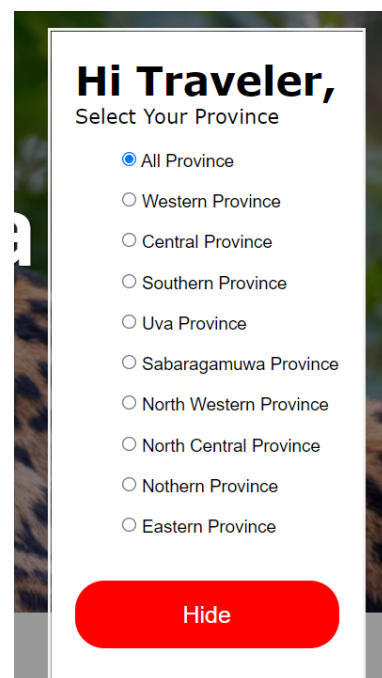 Hi Traveler,
Select Your Province
All Province
Western Province
Central Province
Southern Province
Uva Province
Sabaragamuwa Province
North Western Province
North Central Province
Nothern Province
Eastern Province
Hide